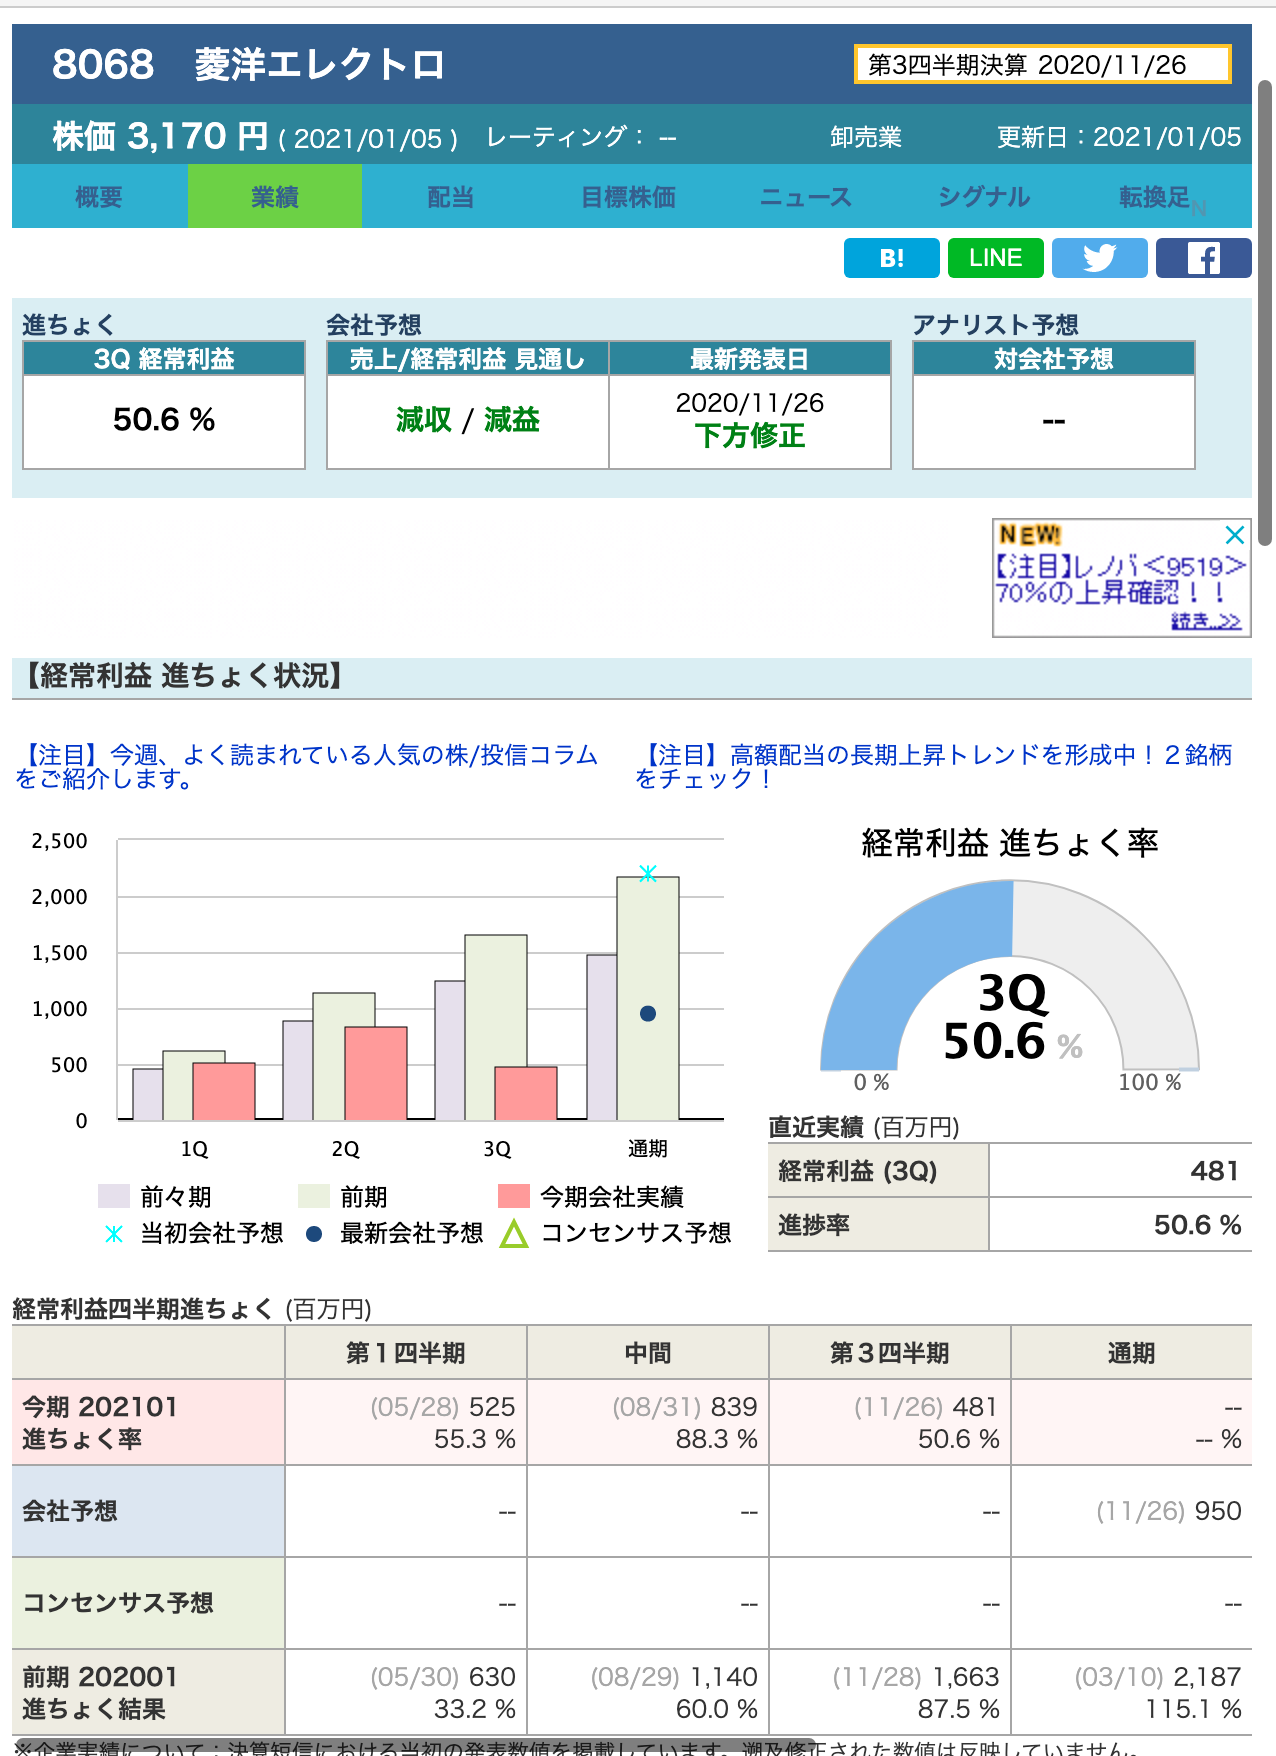 8068 菱洋エレクトロ
第3四半期決算 2020/11/26
株価 3,170 円 ( 2021/01/05 ) レーティング： -- 卸売業 更新日：2021/01/05
概要 業績 配当 目標株価 ニュース シグナル 転換足 N
B! LINE
進ちょく 会社予想 アナリスト予想
3Q 経常利益 売上/経常利益 見通し 最新発表日 対会社予想
50.6 % 減収 / 減益 2020/11/26 --
下方修正
NEW!
【注目】レノバ<9519>
70%の上昇確認！！
続き..>>
【経常利益 進ちょく状況】
【注目】今週、よく読まれている人気の株/投信コラム
をご紹介します。
【注目】高額配当の長期上昇トレンドを形成中！２銘柄
をチェック！
2,500
2,000
1,500
1,000
500
0
1Q 2Q 3Q 通期
前々期 前期 今期会社実績
当初会社予想 最新会社予想 コンセンサス予想
経常利益 進ちょく率
3Q
50.6 %
0 % 100 %
直近実績 (百万円)
経常利益 (3Q) 481
進捗率 50.6 %
経常利益四半期進ちょく (百万円)
第１四半期 中間 第３四半期 通期
今期 202101 (05/28) 525 (08/31) 839 (11/26) 481 --
進ちょく率 55.3 % 88.3 % 50.6 % -- %
会社予想 -- -- -- (11/26) 950
コンセンサス予想 -- -- -- --
前期 202001 (05/30) 630 (08/29) 1,140 (11/28) 1,663 (03/10) 2,187
進ちょく結果 33.2 % 60.0 % 87.5 % 115.1 %
※企業実績について：決算短信における当初の発表数値を掲載しています。遡及修正された数値は反映していません。